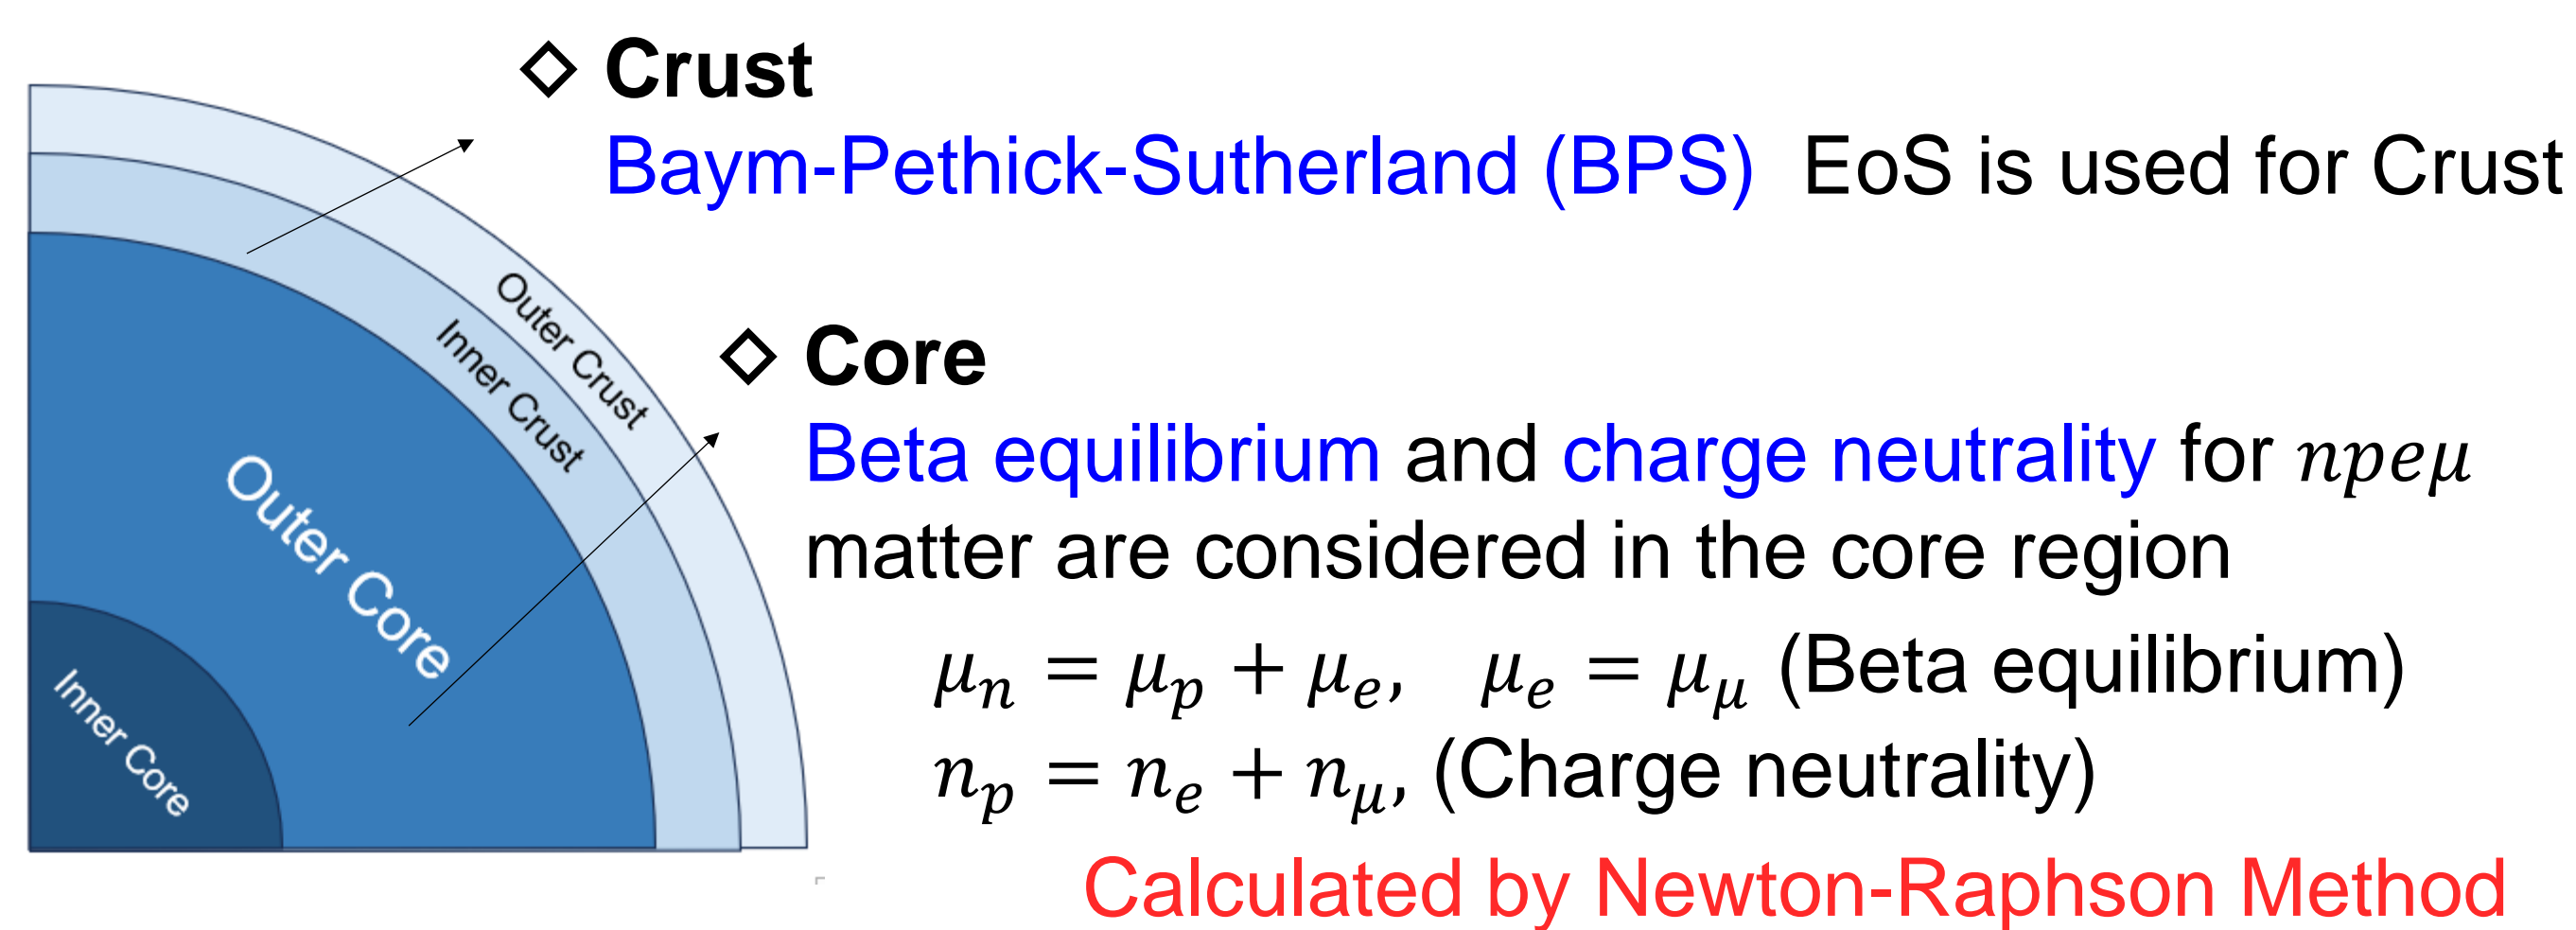 ◇ Crust
Baym-Pethick-Sutherland (BPS) EoS is used for Crust
Outer Crust
Inner Crust
Outer Core
Inner Core
◇ Core
Beta equilibrium and charge neutrality for npeμ
matter are considered in the core region
μₙ = μₚ + μₑ, μₑ = μ_μ (Beta equilibrium)
nₚ = nₑ + n_μ, (Charge neutrality)
Calculated by Newton-Raphson Method